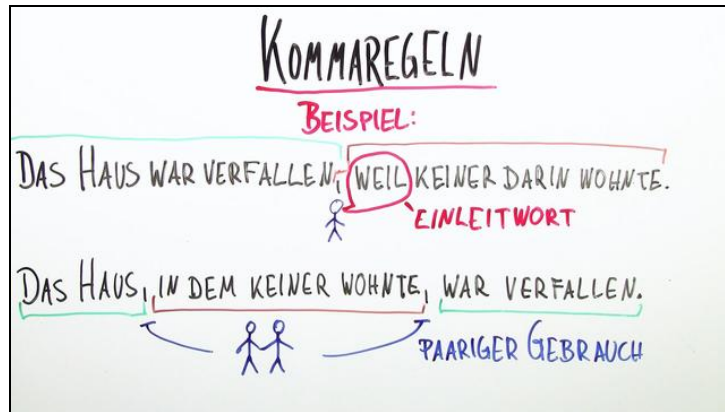 KOMMAREGELN
BEISPIEL:
DAS HAUS WAR VERFALLEN, WEIL KEINER DARIN WOHNTE.
EINLEITWORT
DAS HAUS, IN DEM KEINER WOHNTE, WAR VERFALLEN.
PAARIGER GEBRAUCH